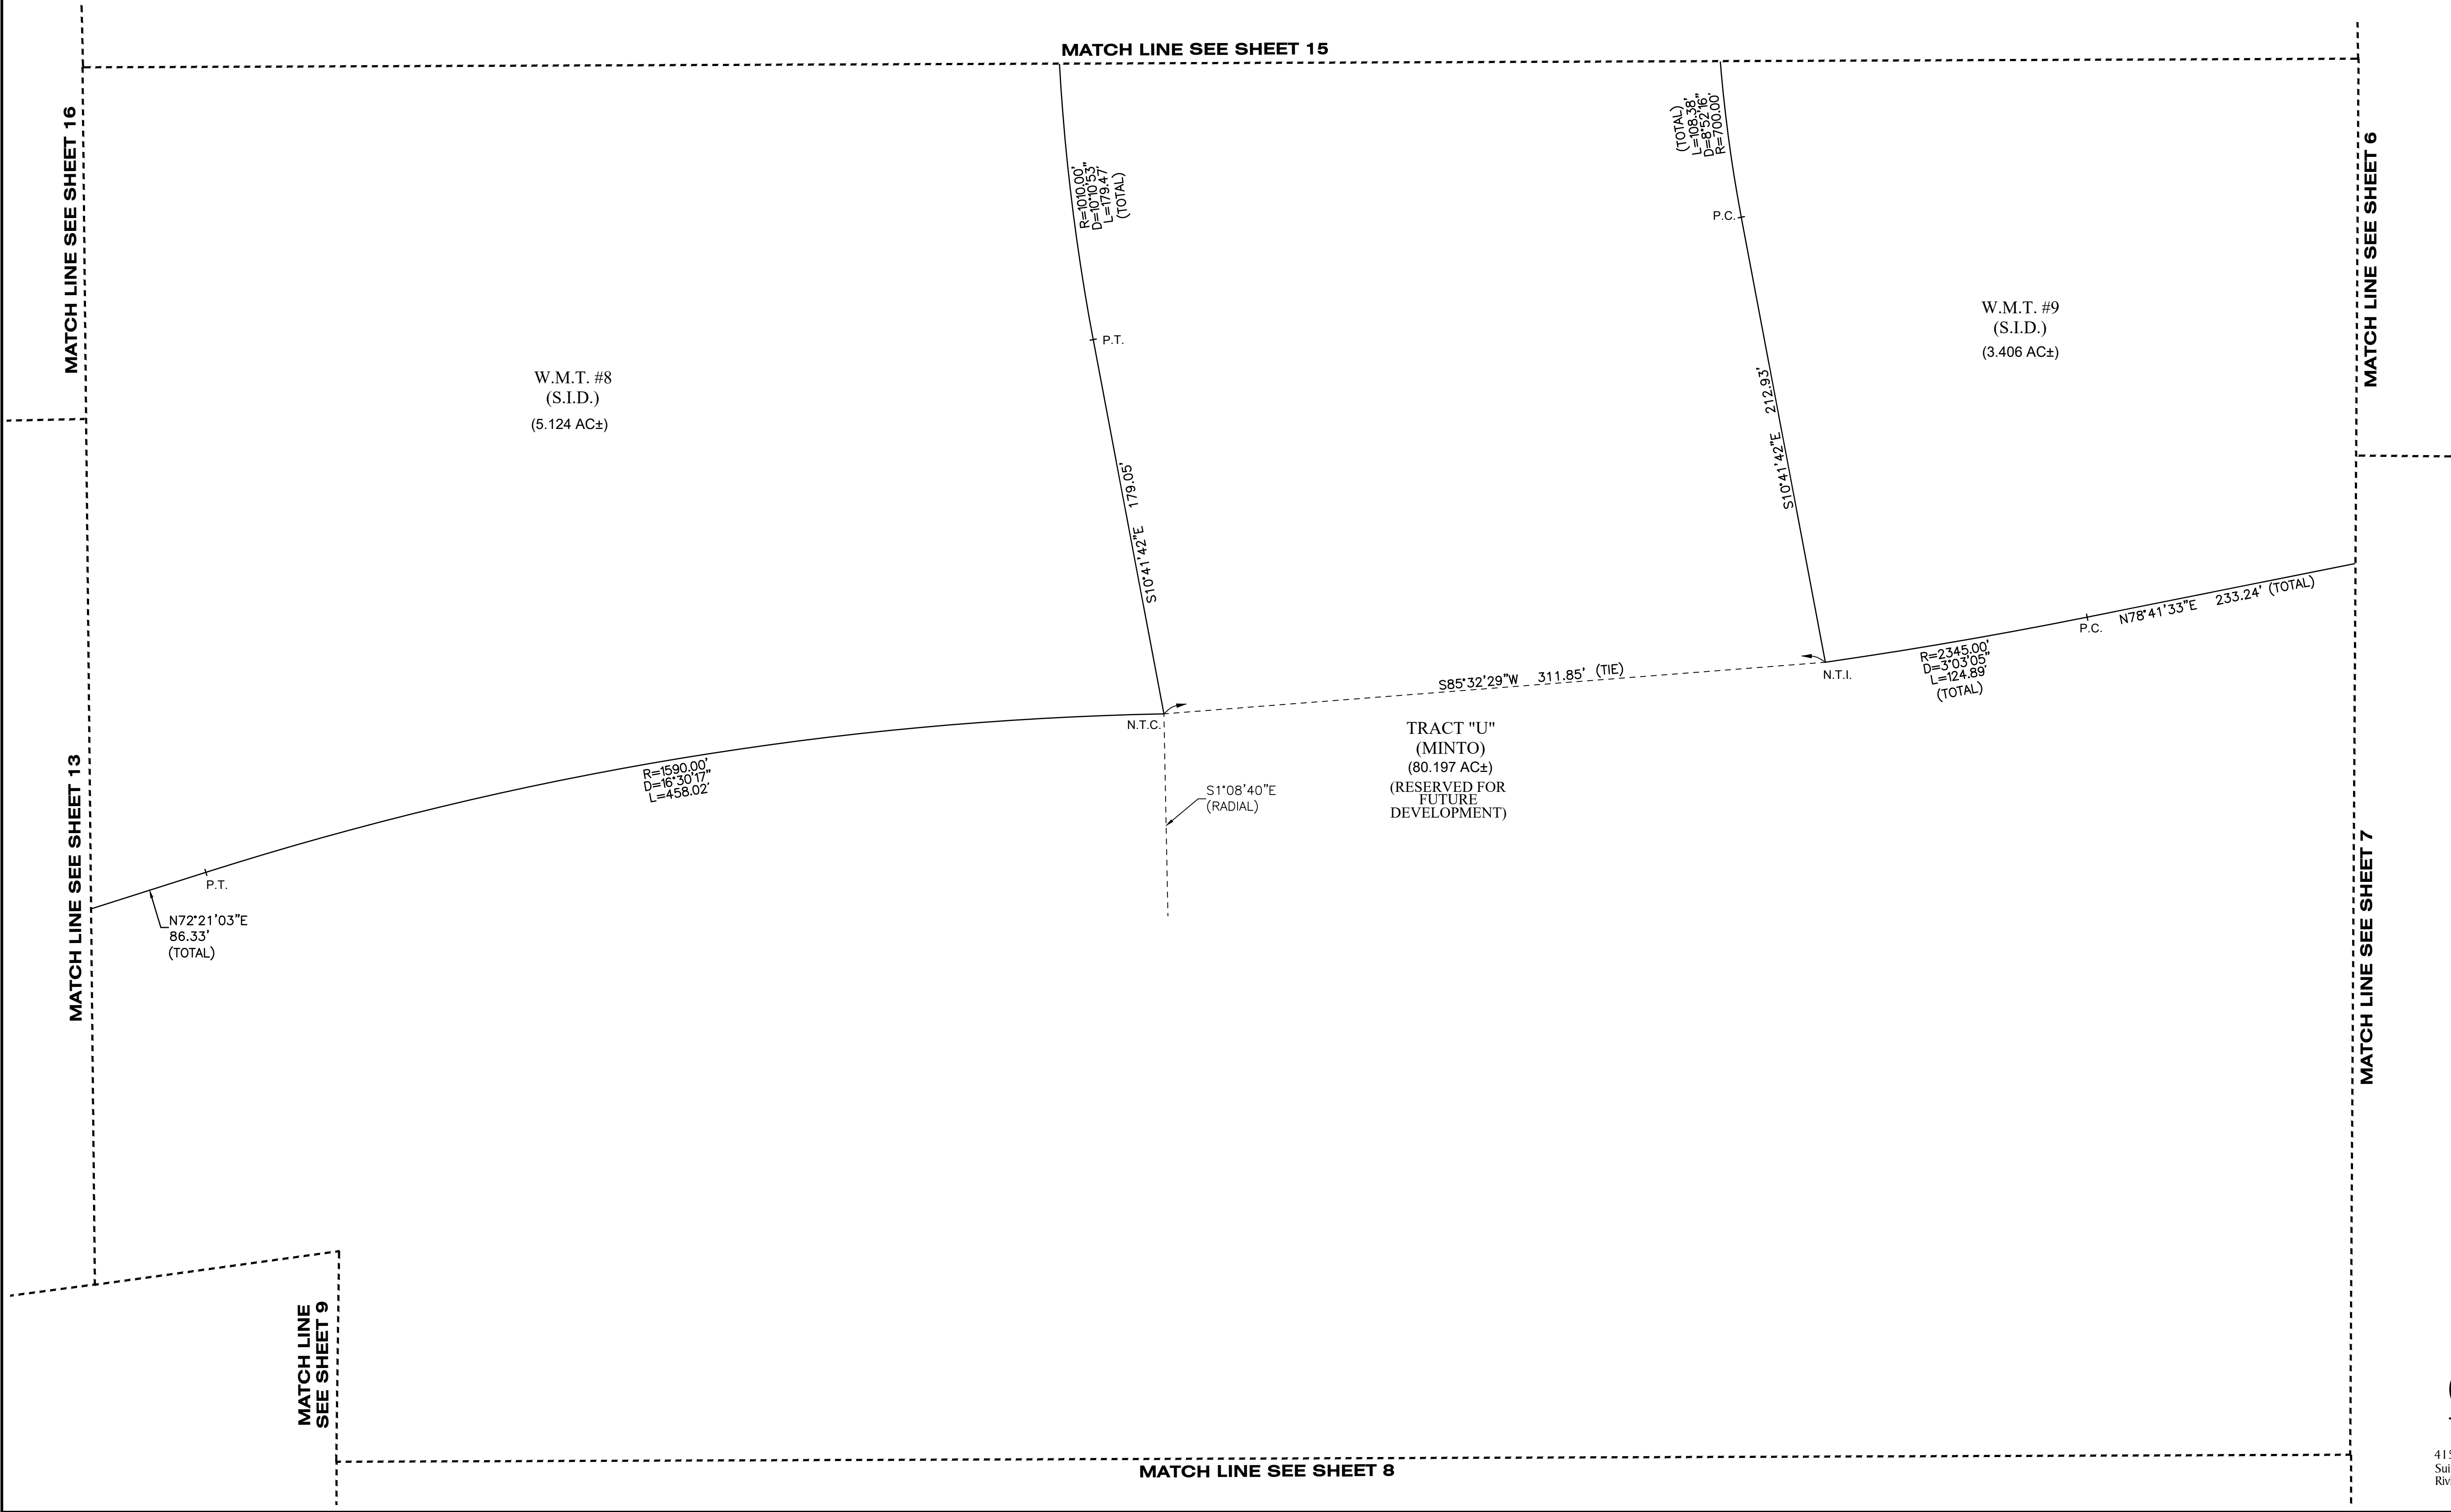 MATCH LINE SEE SHEET 15
MATCH LINE SEE SHEET 16
MATCH LINE SEE SHEET 6
(TOTAL)
L=108.38'
D=8°52'16"
R=700.00'
R=1010.00'
D=10°10'53"
L=179.47'
(TOTAL)
P.C.
P.T.
W.M.T. #9
(S.I.D.)
(3.406 AC±)
W.M.T. #8
(S.I.D.)
(5.124 AC±)
S10°41'42"E 212.93'
S10°41'42"E 179.05'
N78°41'33"E 233.24' (TOTAL)
P.C.
R=2345.00'
D=3°03'05"
L=124.89'
(TOTAL)
N.T.I.
S85°32'29"W 311.85' (TIE)
N.T.C.
TRACT "U"
(MINTO)
(80.197 AC±)
(RESERVED FOR
FUTURE
DEVELOPMENT)
S1°08'40"E
(RADIAL)
R=1590.00'
D=16°30'17"
L=458.02'
MATCH LINE SEE SHEET 13
MATCH LINE SEE SHEET 7
P.T.
N72°21'03"E
86.33'
(TOTAL)
MATCH LINE
SEE SHEET 9
MATCH LINE SEE SHEET 8